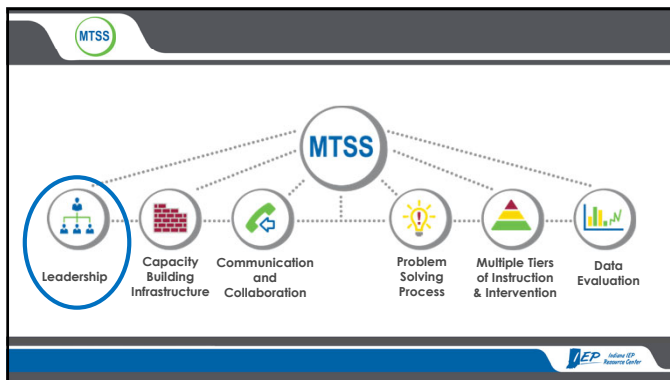 MTSS
MTSS
Leadership
Capacity
Building
Infrastructure
Communication
and
Collaboration
Problem
Solving
Process
Multiple Tiers
of Instruction
& Intervention
Data
Evaluation
IEP Indiana IEP
Resource Center